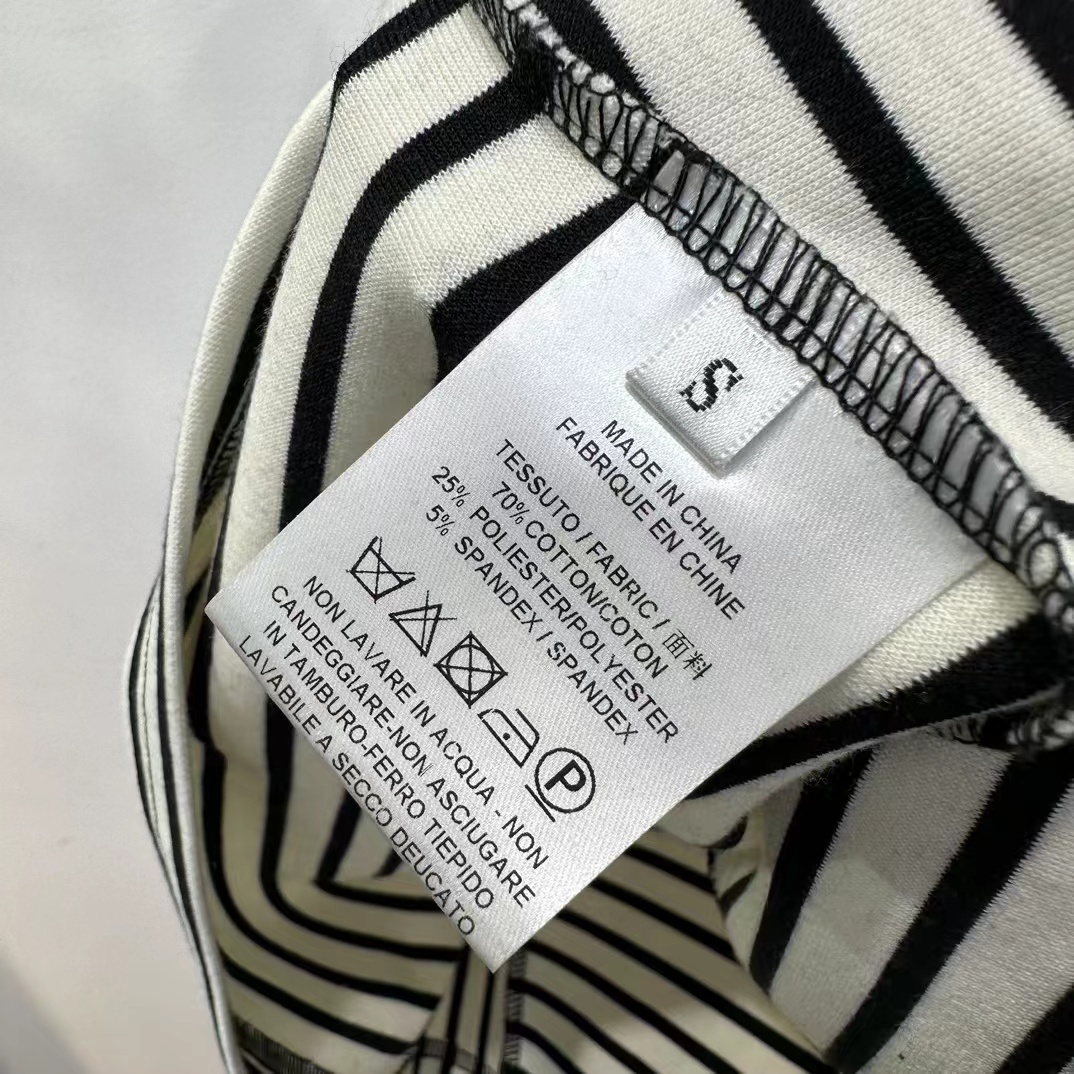 S
MADE IN CHINA
FABRIQUE EN CHINE
TESSUTO / FABRIC / 面料
70% COTTON/COTON
25% POLIESTER/POLYESTER
5% SPANDEX / SPANDEX
P
NON LAVARE IN ACQUA - NON
CANDEGGIARE-NON ASCIUGARE
IN TAMBURO-FERRO TIEPIDO
LAVABILE A SECCO DEUCATO